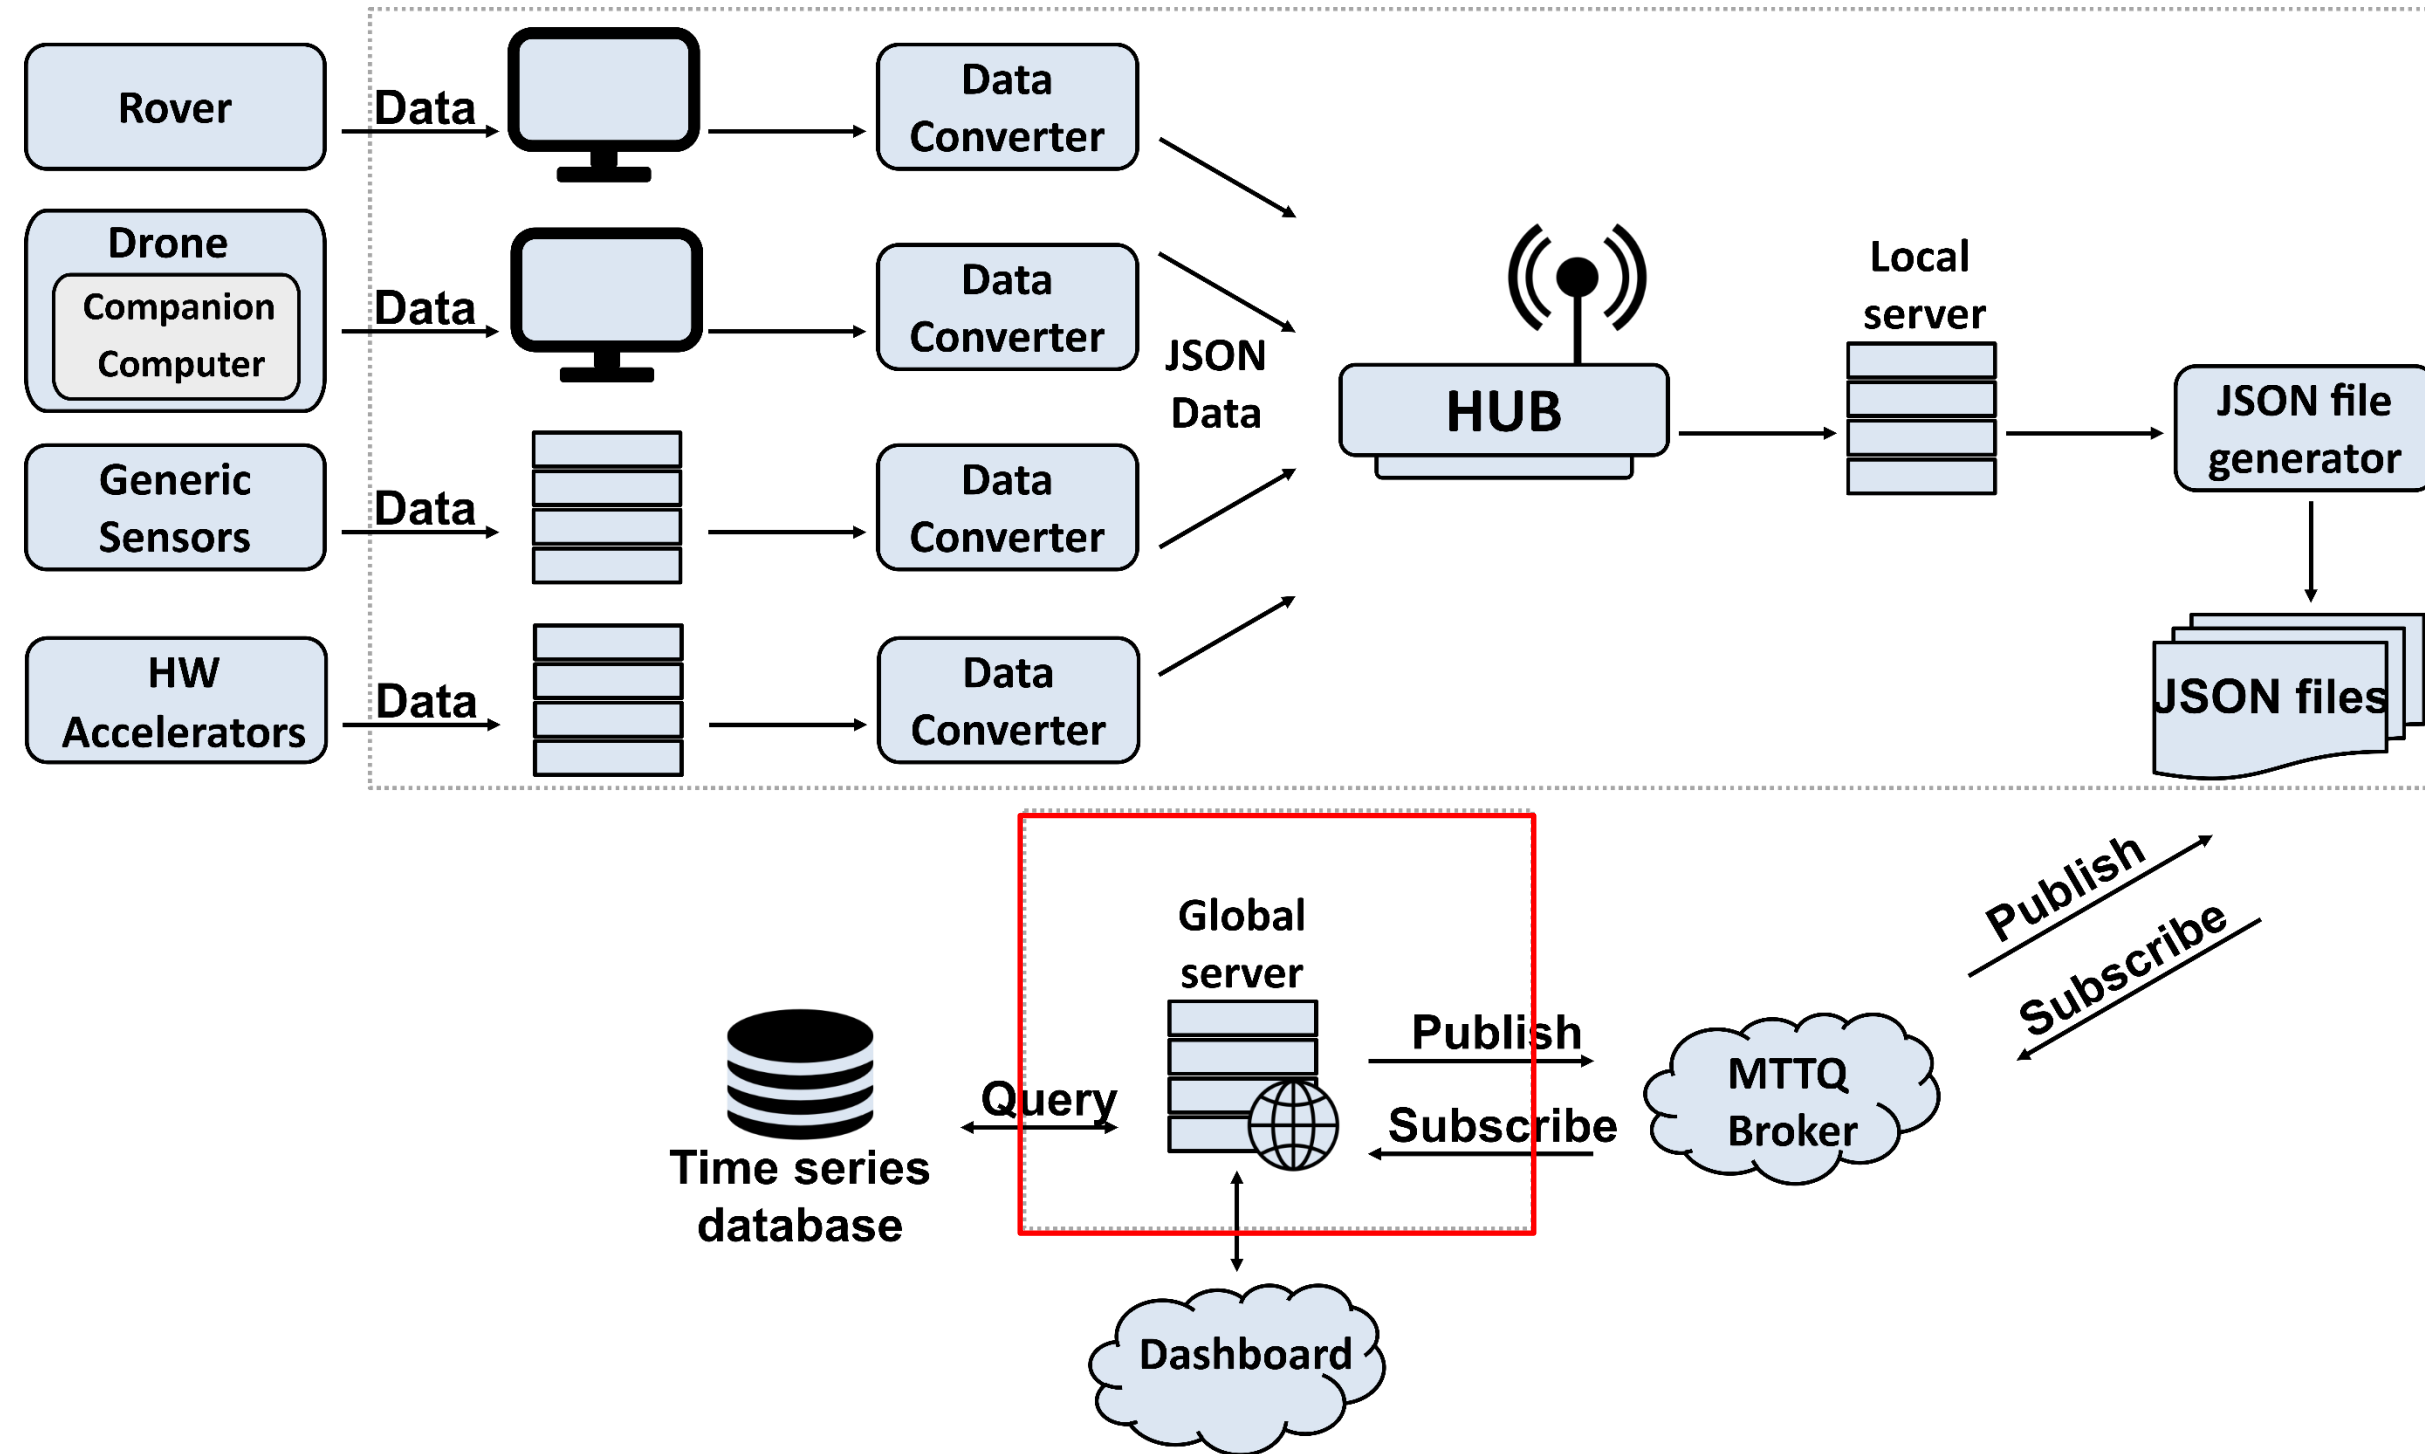 Rover
Data
Data
Converter
Drone
Companion
Computer
Data
Data
Converter
JSON
Data
HUB
Local
server
JSON file
generator
Generic
Sensors
Data
Data
Converter
HW
Accelerators
Data
Data
Converter
JSON files
Publish
Subscribe
Global
server
Publish
Subscribe
Query
MTTQ
Broker
Time series
database
Dashboard